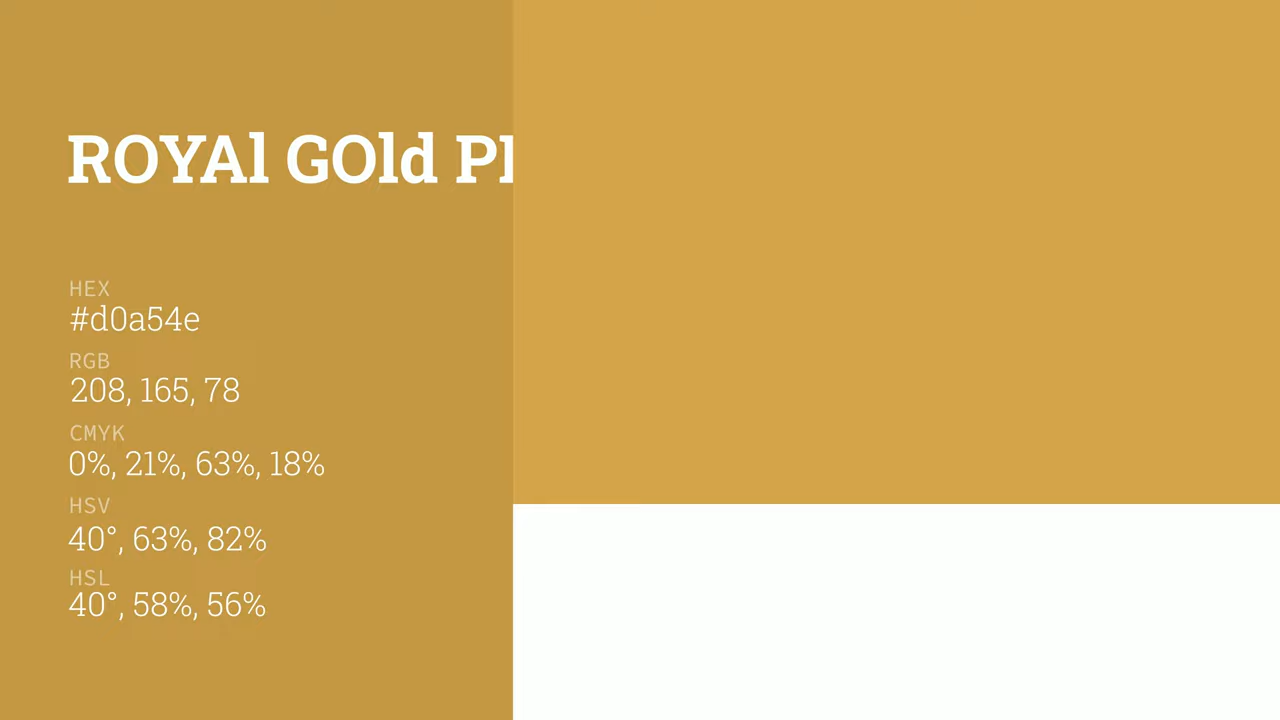 ROYAl GOld Pl
HEX
#d0a54e
RGB
208, 165, 78
CMYK
0%, 21%, 63%, 18%
HSV
40°, 63%, 82%
HSL
40°, 58%, 56%